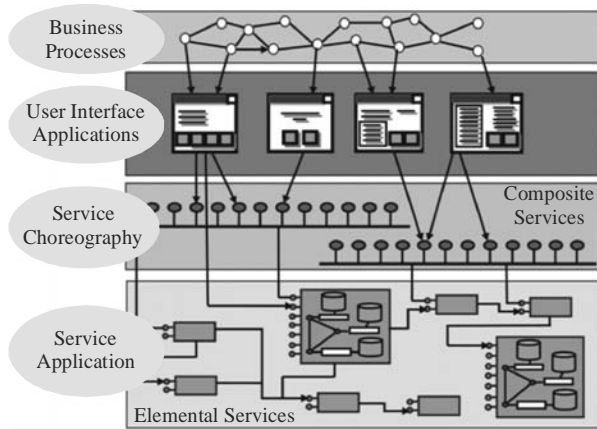 Business
Processes
User Interface
Applications
Service
Choreography
Composite
Services
Service
Application
Elemental Services